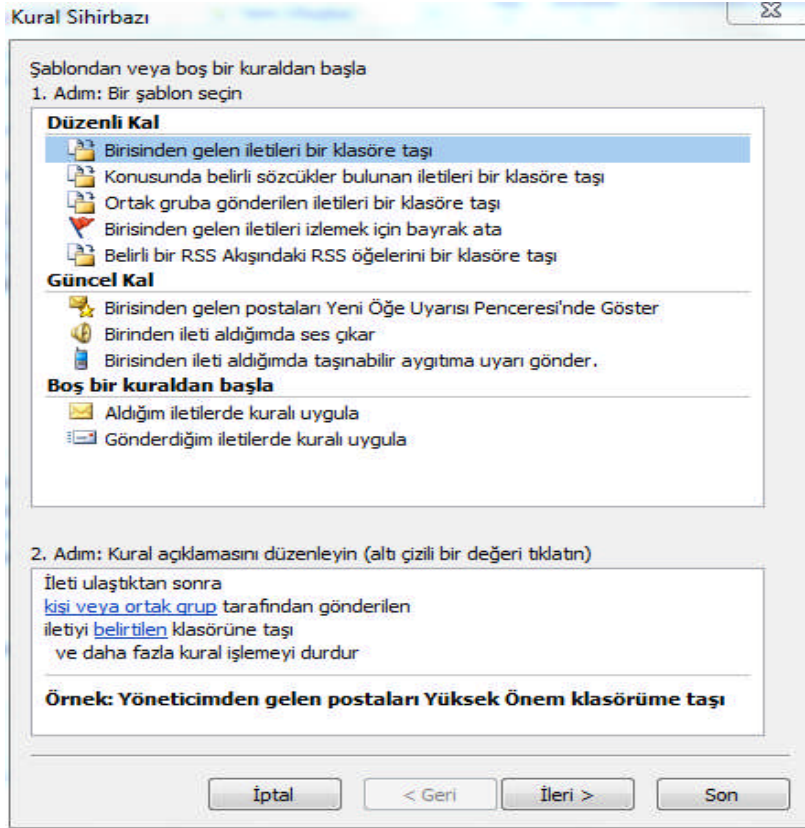 Kural Sihirbazı
Şablondan veya boş bir kuraldan başla
1. Adım: Bir şablon seçin
Düzenli Kal
Birisinden gelen iletileri bir klasöre taşı
Konusunda belirli sözcükler bulunan iletileri bir klasöre taşı
Ortak gruba gönderilen iletileri bir klasöre taşı
Birisinden gelen iletileri izlemek için bayrak ata
Belirli bir RSS Akışındaki RSS öğelerini bir klasöre taşı
Güncel Kal
Birisinden gelen postaları Yeni Öğe Uyarısı Penceresi'nde Göster
Birinden ileti aldığımda ses çıkar
Birisinden ileti aldığımda taşınabilir aygıtıma uyarı gönder.
Boş bir kuraldan başla
Aldığım iletilerde kuralı uygula
Gönderdiğim iletilerde kuralı uygula
2. Adım: Kural açıklamasını düzenleyin (altı çizili bir değeri tıklatın)
İleti ulaştıktan sonra
kişi veya ortak grup tarafından gönderilen
iletiyi belirtilen klasörüne taşı
ve daha fazla kural işlemeyi durdur
Örnek: Yöneticimden gelen postaları Yüksek Önem klasörüme taşı
İptal
< Geri
İleri >
Son